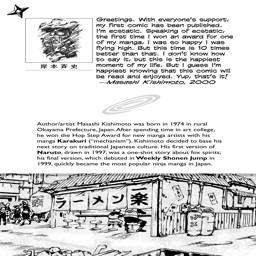 Greetings. With everyone's support,
my first comic has been published.
I'm ecstatic. Speaking of ecstatic,
the first time I won an award for one
of my manga, I was so happy I was
flying high. But this time is 10 times
better than that. I don't know how
to say it, but this is the happiest
moment of my life. But I guess I'm
happiest knowing that this comic will
be read and enjoyed. Yup, that's it!
—Masashi Kishimoto, 2000
岸本斉史
Author/artist Masashi Kishimoto was born in 1974 in rural
Okayama Prefecture, Japan. After spending time in art college,
he won the Hop Step Award for new manga artists with his
manga Karakuri ("mechanism"). Kishimoto decided to base his
next story on traditional Japanese culture. His first version of
Naruto, drawn in 1997, was a one-shot story about fox spirits;
his final version, which debuted in Weekly Shonen Jump in
1999, quickly became the most popular ninja manga in Japan.
ラーメン
楽